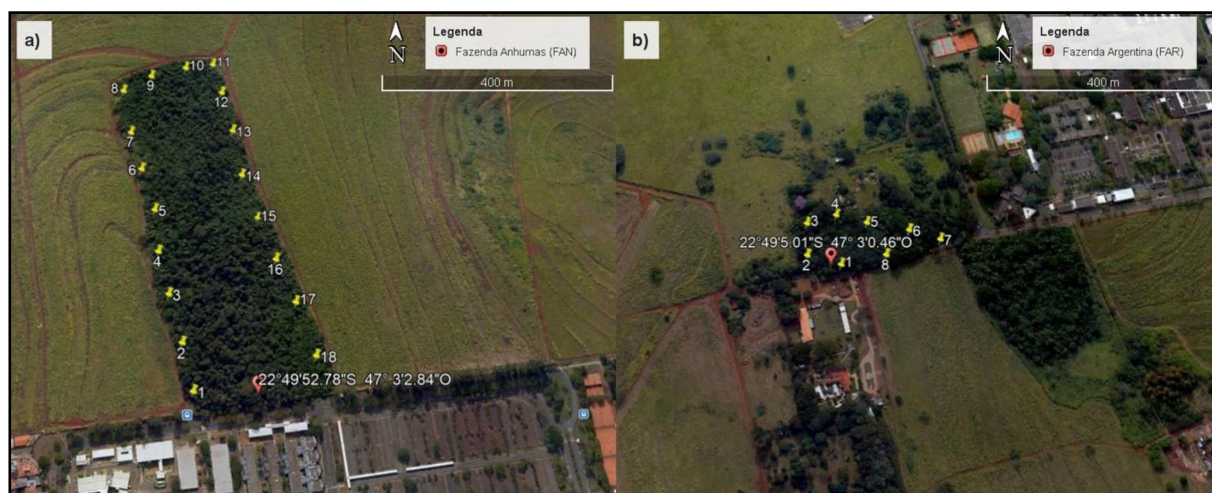 a)
N
Legenda
Fazenda Anhumas (FAN)
400 m
8
9
10
11
12
7
13
6
14
5
15
4
16
3
17
2
18
1
22°49'52.78"S 47° 3'2.84"O
b)
N
Legenda
Fazenda Argentina (FAR)
400 m
3
4
5
6
7
22°49'5.01"S 47° 3'0.46"O
2
1
8